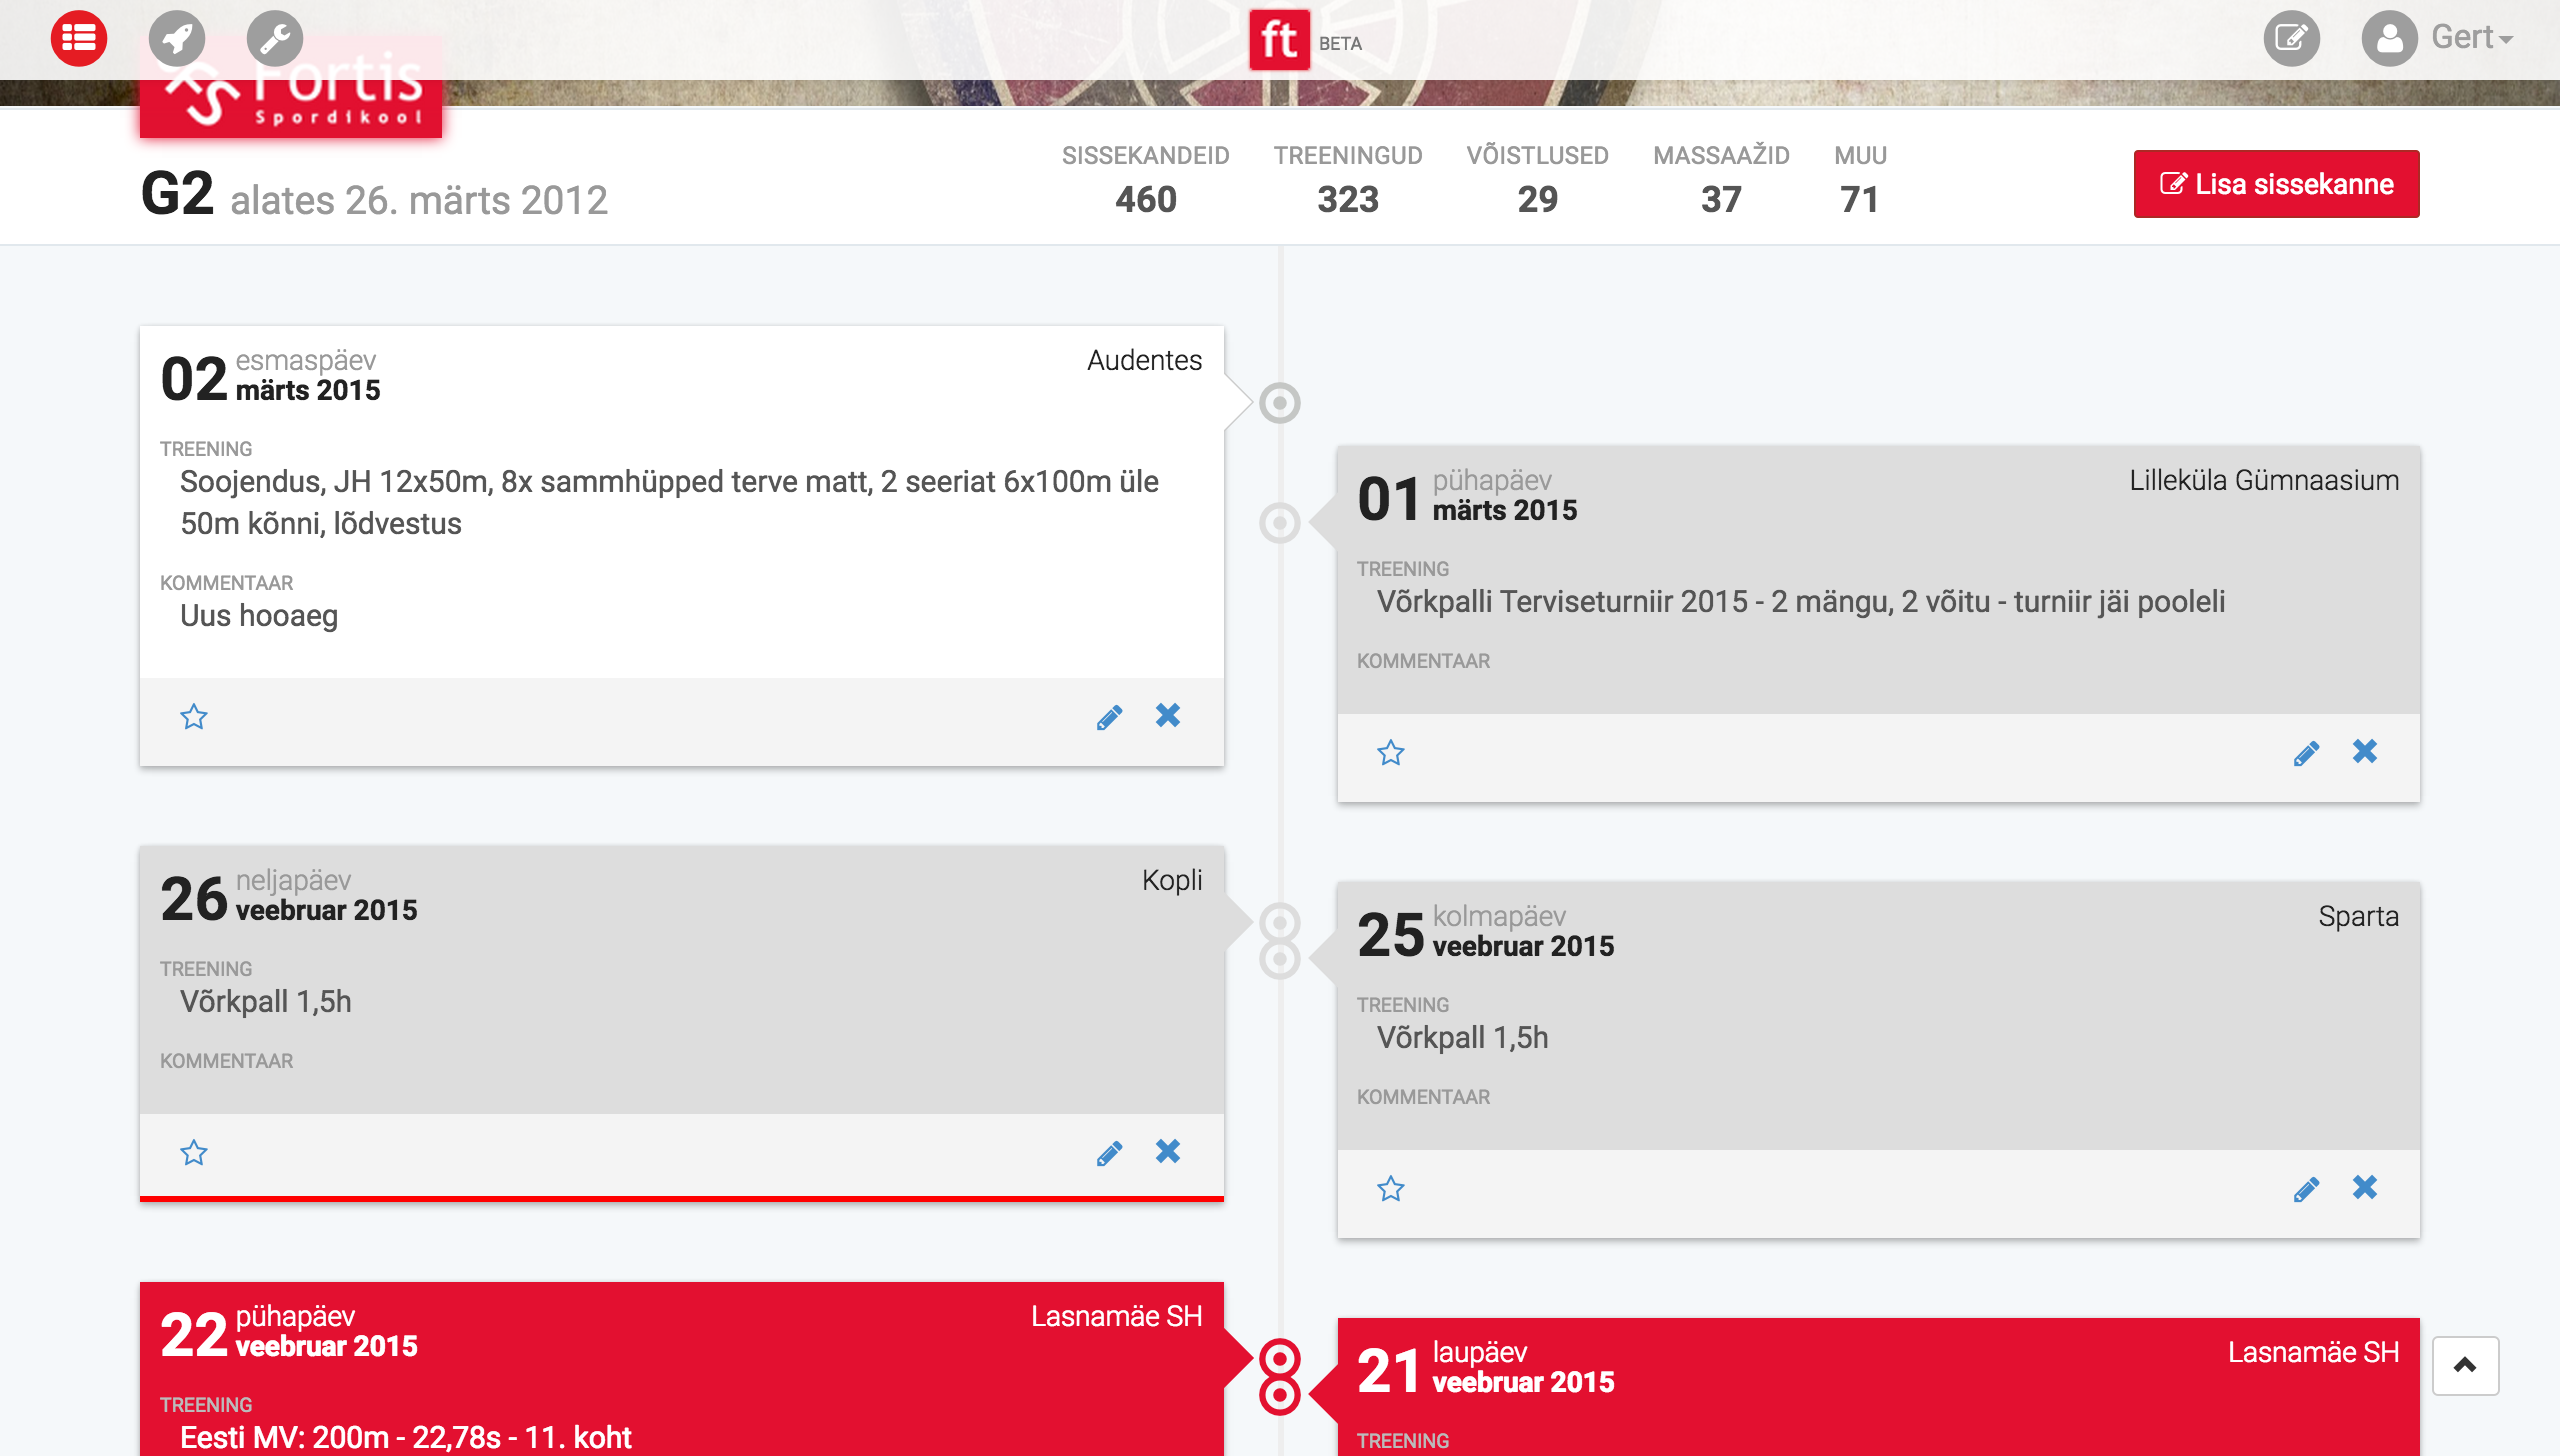 ft
BETA
Gert
Fortis
Spordikool
G2 alates 26. märts 2012
SISSEKANDEID
460
TREENINGUD
323
VÕISTLUSED
29
MASSAAŽID
37
MUU
71
Lisa sissekanne
02
esmaspäev
märts 2015
Audentes
TREENING
Soojendus, JH 12x50m, 8x sammhüpped terve matt, 2 seeriat 6x100m üle
50m kõnni, lõdvestus
KOMMENTAAR
Uus hooaeg
01
pühapäev
märts 2015
Lilleküla Gümnaasium
TREENING
Võrkpalli Terviseturniir 2015 - 2 mängu, 2 võitu - turniir jäi pooleli
KOMMENTAAR
26
neljapäev
veebruar 2015
Kopli
TREENING
Võrkpall 1,5h
KOMMENTAAR
25
kolmapäev
veebruar 2015
Sparta
TREENING
Võrkpall 1,5h
KOMMENTAAR
22
pühapäev
veebruar 2015
Lasnamäe SH
TREENING
Eesti MV: 200m - 22,78s - 11. koht
21
laupäev
veebruar 2015
Lasnamäe SH
TREENING